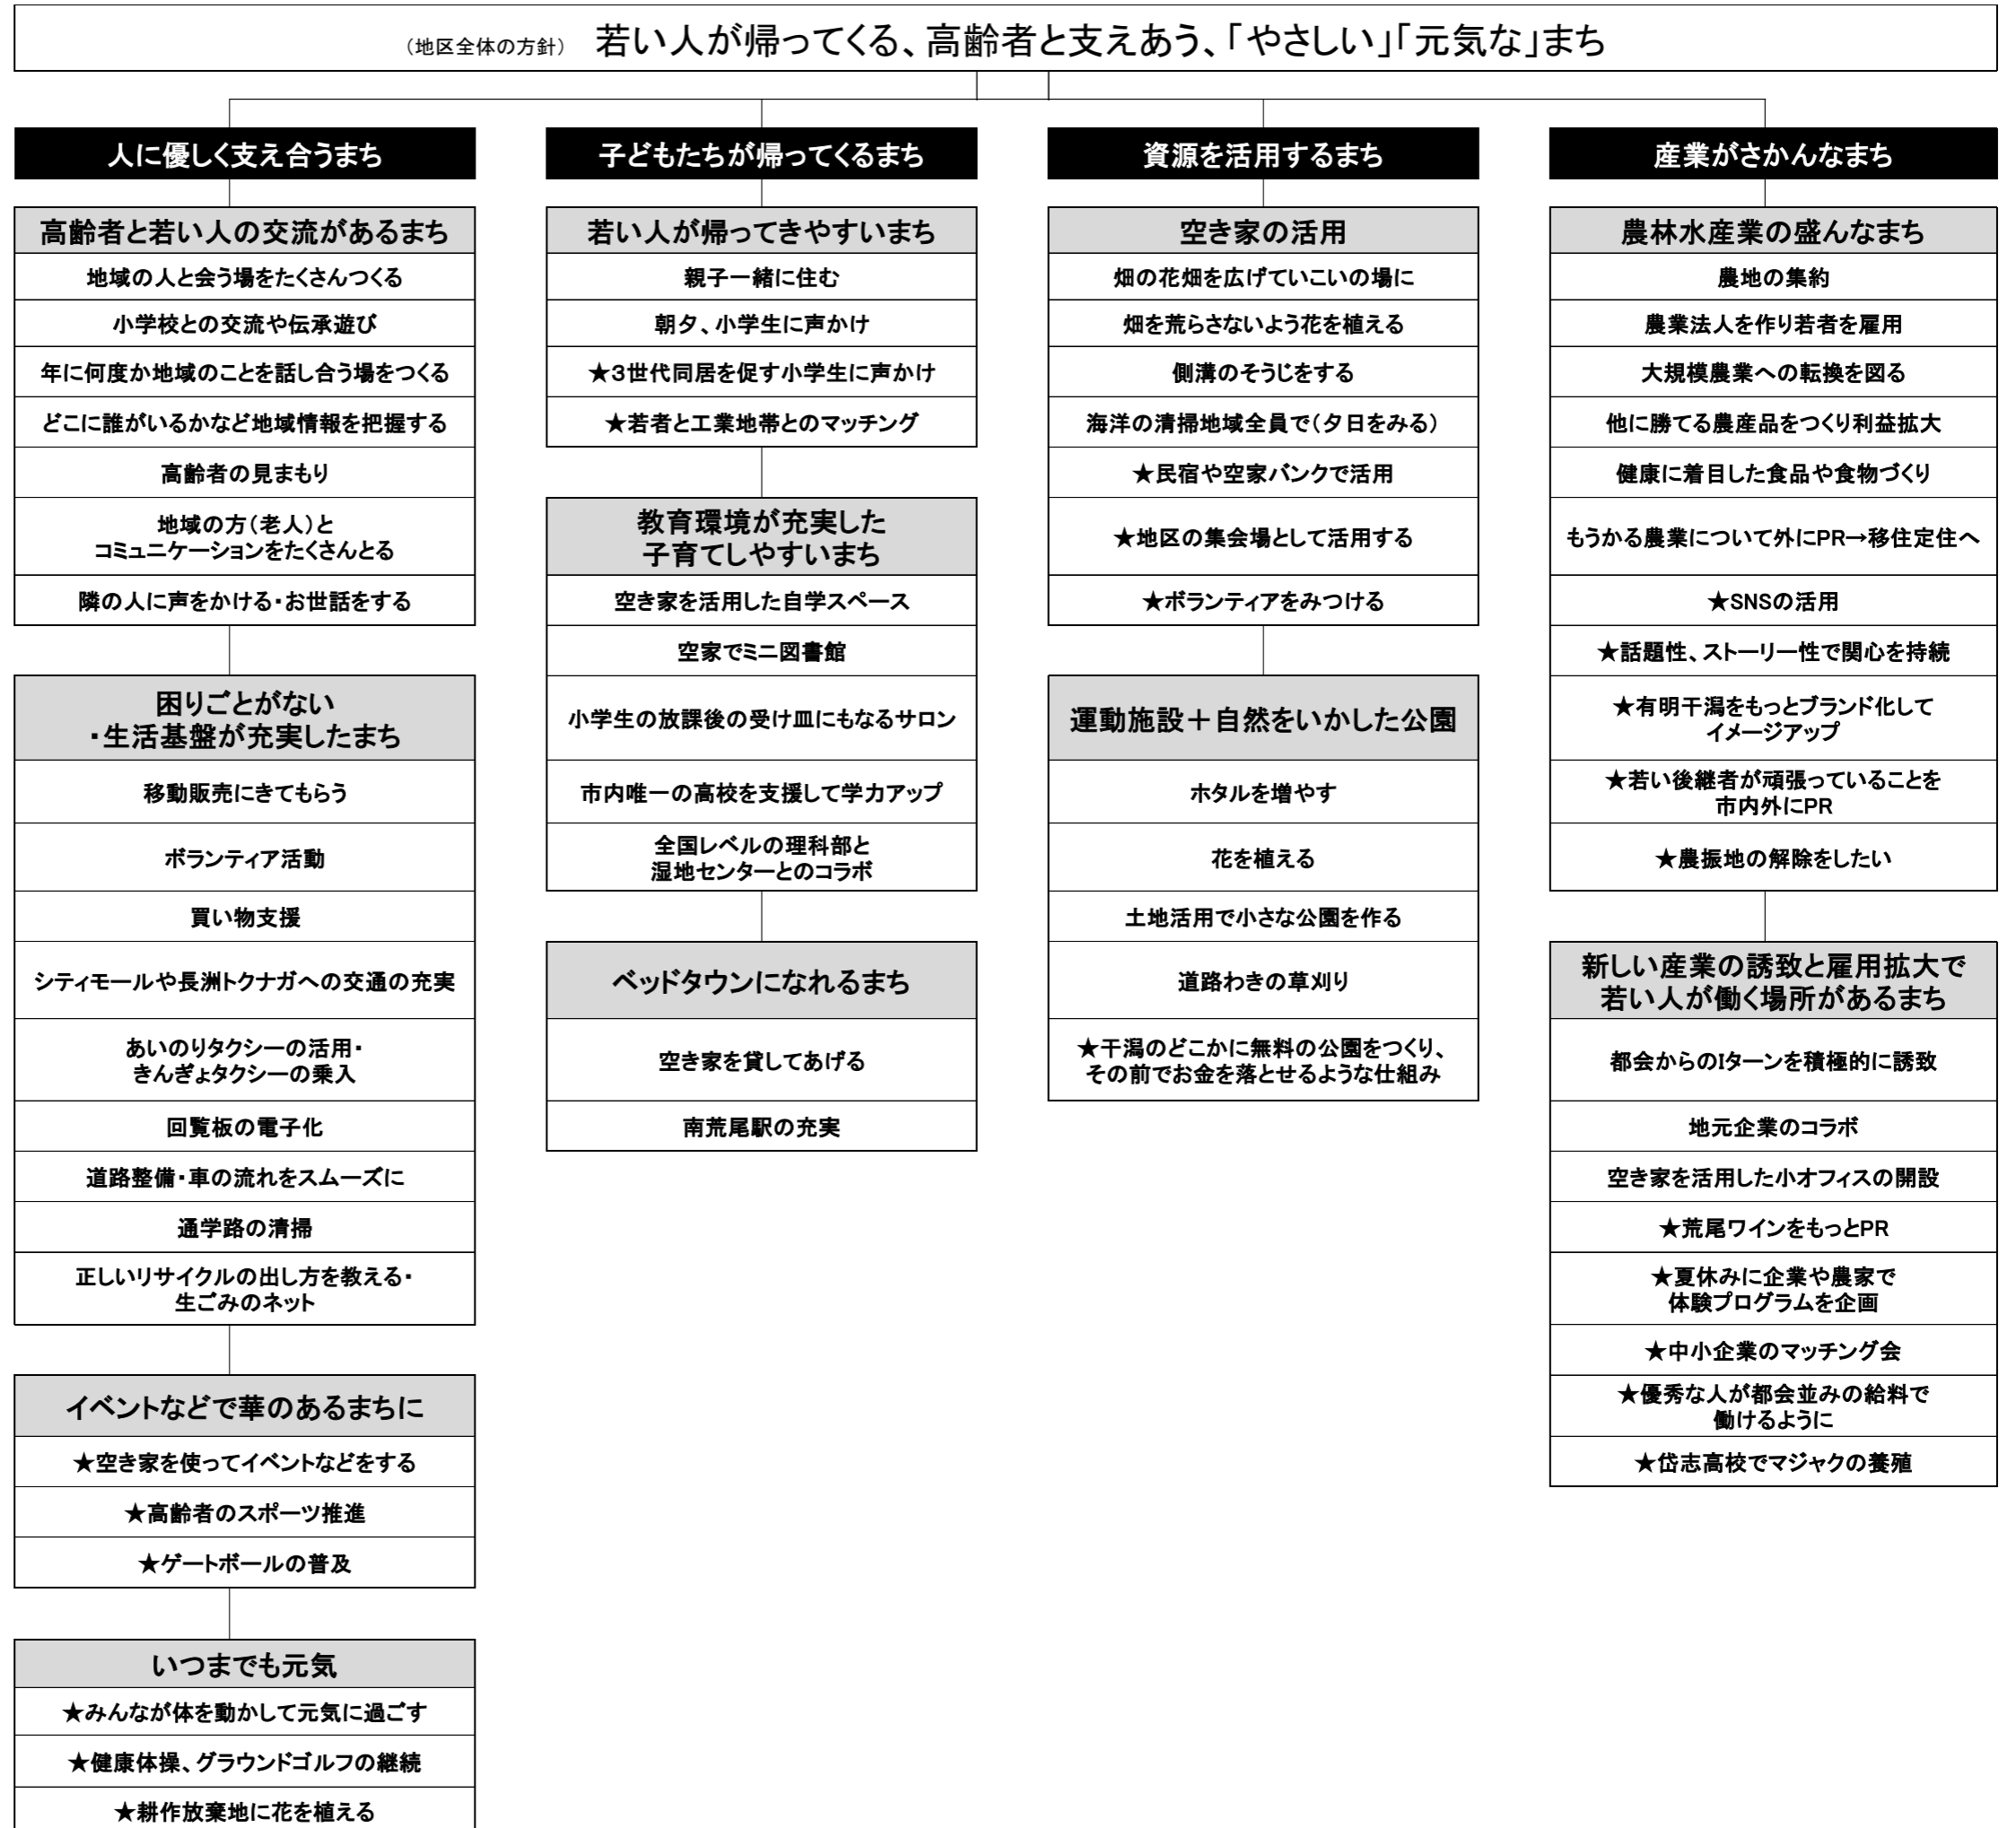 （地区全体の方針） 若い人が帰ってくる、高齢者と支えあう、「やさしい」「元気な」まち
人に優しく支え合うまち
高齢者と若い人の交流があるまち
地域の人と会う場をたくさんつくる
小学校との交流や伝承遊び
年に何度か地域のことを話し合う場をつくる
どこに誰がいるかなど地域情報を把握する
高齢者の見まもり
地域の方（老人）と
コミュニケーションをたくさんとる
隣の人に声をかける・お世話をする
困りごとがない
・生活基盤が充実したまち
移動販売にきてもらう
ボランティア活動
買い物支援
シティモールや長洲トクナガへの交通の充実
あいのりタクシーの活用・
きんぎょタクシーの乗入
回覧板の電子化
道路整備・車の流れをスムーズに
通学路の清掃
正しいリサイクルの出し方を教える・
生ごみのネット
イベントなどで華のあるまちに
★空き家を使ってイベントなどをする
★高齢者のスポーツ推進
★ゲートボールの普及
いつまでも元気
★みんなが体を動かして元気に過ごす
★健康体操、グラウンドゴルフの継続
★耕作放棄地に花を植える
子どもたちが帰ってくるまち
若い人が帰ってきやすいまち
親子一緒に住む
朝夕、小学生に声かけ
★３世代同居を促す小学生に声かけ
★若者と工業地帯とのマッチング
教育環境が充実した
子育てしやすいまち
空き家を活用した自学スペース
空家でミニ図書館
小学生の放課後の受け皿にもなるサロン
市内唯一の高校を支援して学力アップ
全国レベルの理科部と
湿地センターとのコラボ
ベッドタウンになれるまち
空き家を貸してあげる
南荒尾駅の充実
資源を活用するまち
空き家の活用
畑の花畑を広げていこいの場に
畑を荒らさないよう花を植える
側溝のそうじをする
海洋の清掃地域全員で（夕日をみる）
★民宿や空家バンクで活用
★地区の集会場として活用する
★ボランティアをみつける
運動施設＋自然をいかした公園
ホタルを増やす
花を植える
土地活用で小さな公園を作る
道路わきの草刈り
★干潟のどこかに無料の公園をつくり、
その前でお金を落とせるような仕組み
産業がさかんなまち
農林水産業の盛んなまち
農地の集約
農業法人を作り若者を雇用
大規模農業への転換を図る
他に勝てる農産品をつくり利益拡大
健康に着目した食品や食物づくり
もうかる農業について外にPR→移住定住へ
★SNSの活用
★話題性、ストーリー性で関心を持続
★有明干潟をもっとブランド化して
イメージアップ
★若い後継者が頑張っていることを
市内外にPR
★農振地の解除をしたい
新しい産業の誘致と雇用拡大で
若い人が働く場所があるまち
都会からのIターンを積極的に誘致
地元企業のコラボ
空き家を活用した小オフィスの開設
★荒尾ワインをもっとPR
★夏休みに企業や農家で
体験プログラムを企画
★中小企業のマッチング会
★優秀な人が都会並みの給料で
働けるように
★岱志高校でマジャクの養殖